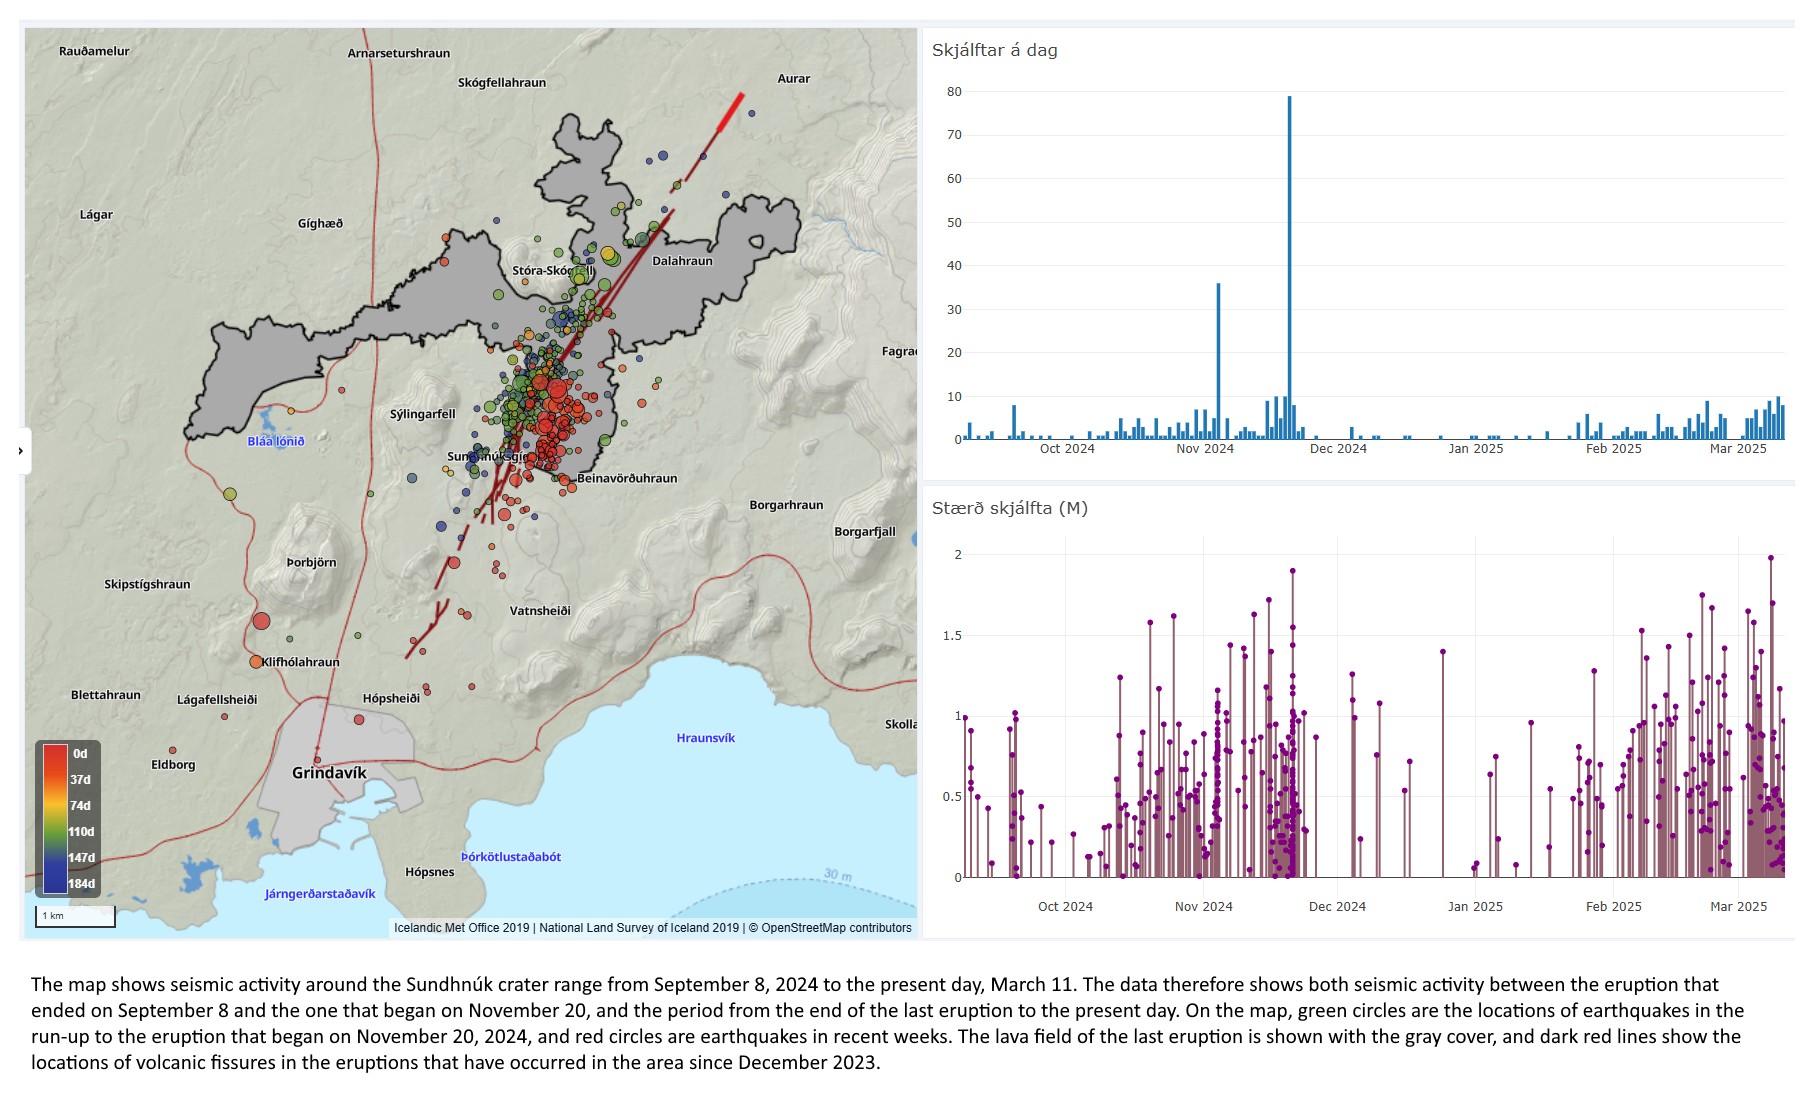 Rauðamelur
Arnarseturshraun
Skógfellahraun
Aurar
Lágar
Gíghæð
Stóra-Skógfell
Dalahraun
Sýlingarfell
Bláa lónið
Beinavörðuhraun
Borgarhraun
Borgarfjall
Þorbjörn
Skipstígshraun
Vatnsheiði
Klifhólahraun
Blettahraun
Lágafellsheiði
Hópsheiði
Hraunsvík
Eldborg
Grindavík
Þórkötlustaðabót
Hópsnes
Járngerðarstaðavík
30 m
0d
37d
74d
110d
147d
184d
1 km
Icelandic Met Office 2019 | National Land Survey of Iceland 2019 | © OpenStreetMap contributors
Skjálftar á dag
80
70
60
50
40
30
20
10
0
Oct 2024 Nov 2024 Dec 2024 Jan 2025 Feb 2025 Mar 2025
Stærð skjálfta (M)
2
1.5
1
0.5
0
Oct 2024 Nov 2024 Dec 2024 Jan 2025 Feb 2025 Mar 2025
The map shows seismic activity around the Sundhnúk crater range from September 8, 2024 to the present day, March 11. The data therefore shows both seismic activity between the eruption that
ended on September 8 and the one that began on November 20, and the period from the end of the last eruption to the present day. On the map, green circles are the locations of earthquakes in the
run-up to the eruption that began on November 20, 2024, and red circles are earthquakes in recent weeks. The lava field of the last eruption is shown with the gray cover, and dark red lines show the
locations of volcanic fissures in the eruptions that have occurred in the area since December 2023.